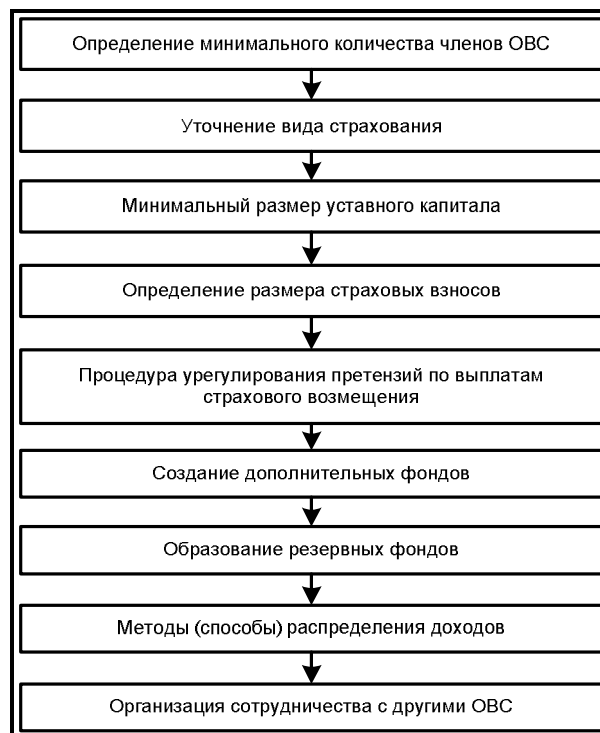 Определение минимального количества членов ОВС
Уточнение вида страхования
Минимальный размер уставного капитала
Определение размера страховых взносов
Процедура урегулирования претензий по выплатам
страхового возмещения
Создание дополнительных фондов
Образование резервных фондов
Методы (способы) распределения доходов
Организация сотрудничества с другими ОВС